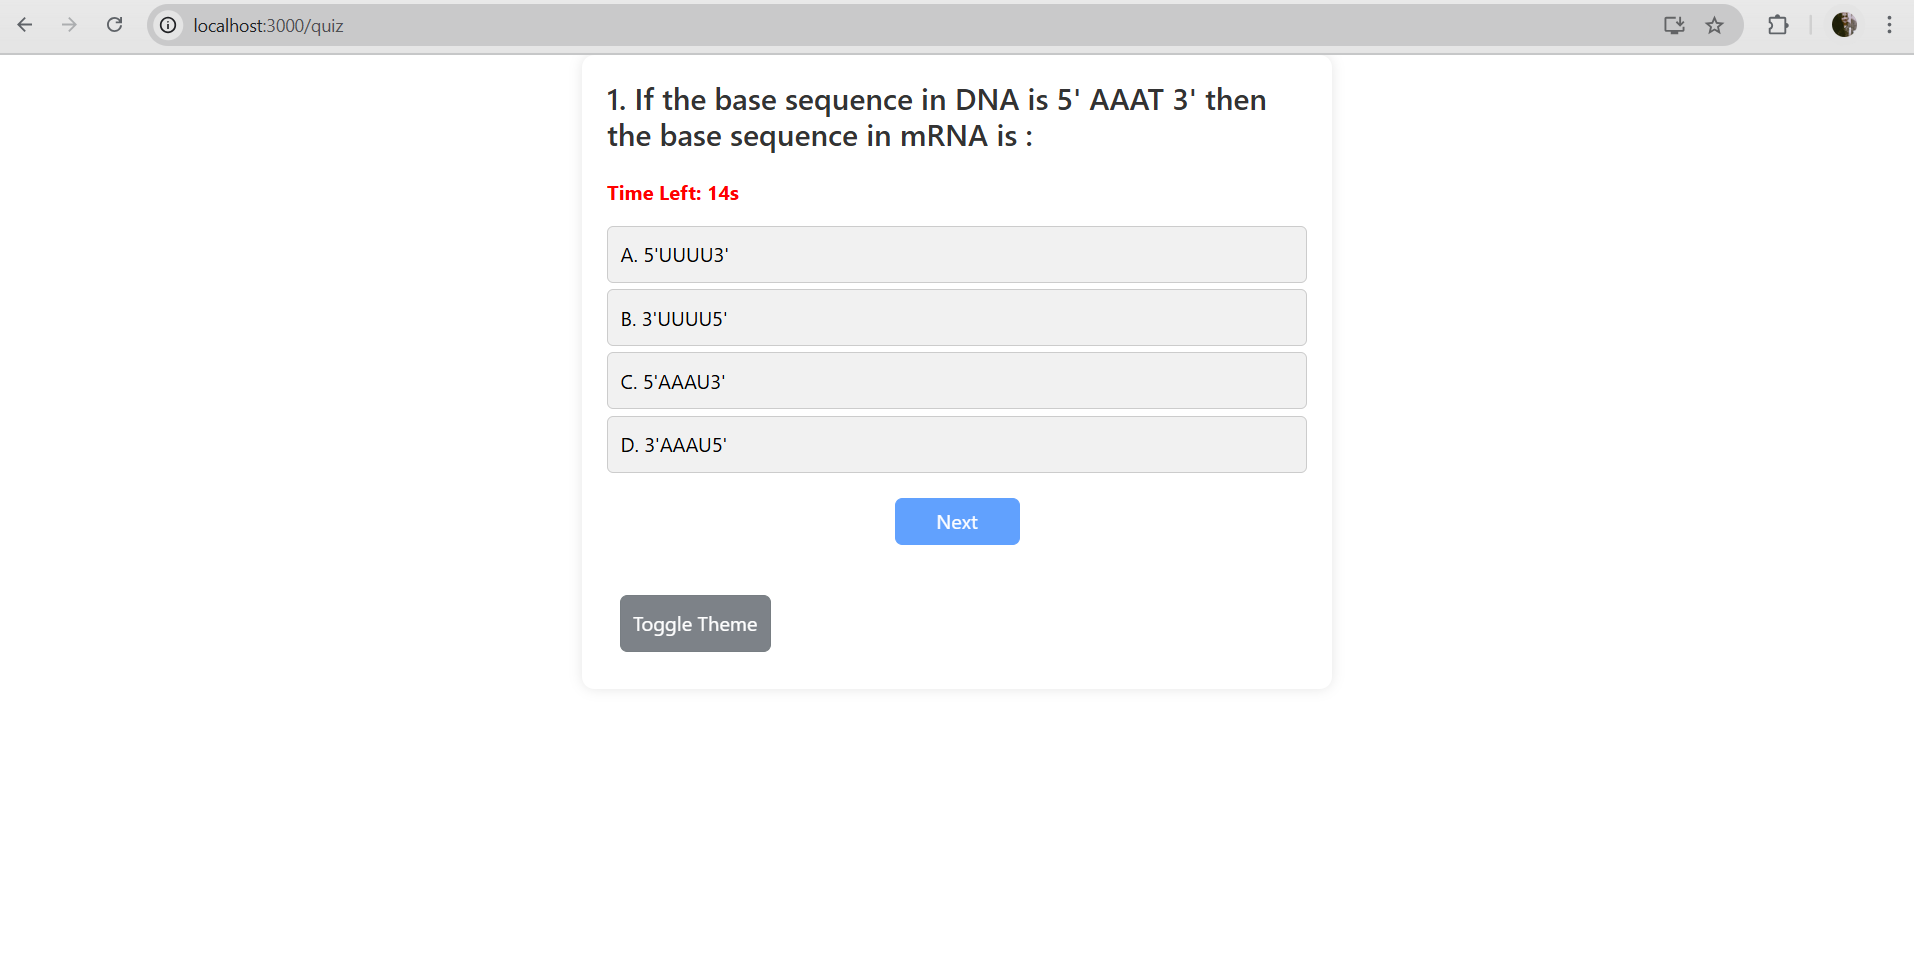 localhost:3000/quiz
1. If the base sequence in DNA is 5' AAAT 3' then
the base sequence in mRNA is :
Time Left: 14s
A. 5'UUUU3'
B. 3'UUUU5'
C. 5'AAAU3'
D. 3'AAAU5'
Next
Toggle Theme